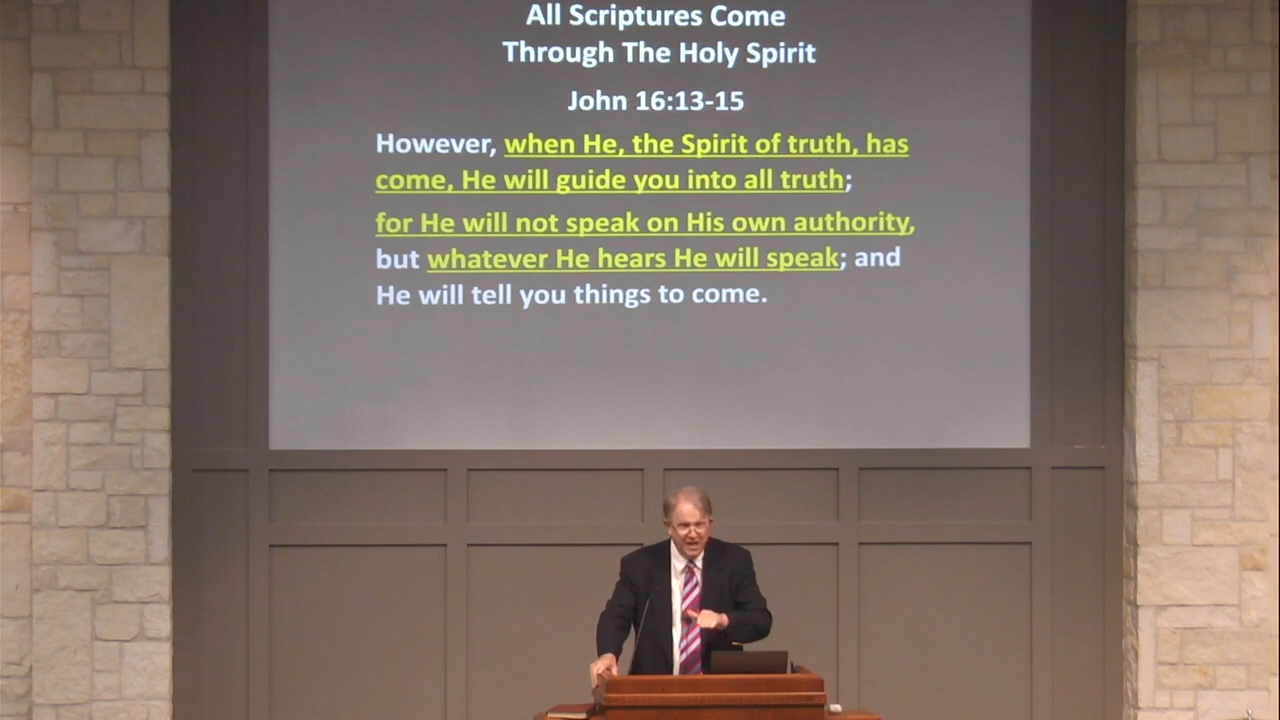 All Scriptures Come
Through The Holy Spirit
John 16:13-15
However, when He, the Spirit of truth, has
come, He will guide you into all truth;
for He will not speak on His own authority,
but whatever He hears He will speak; and
He will tell you things to come.